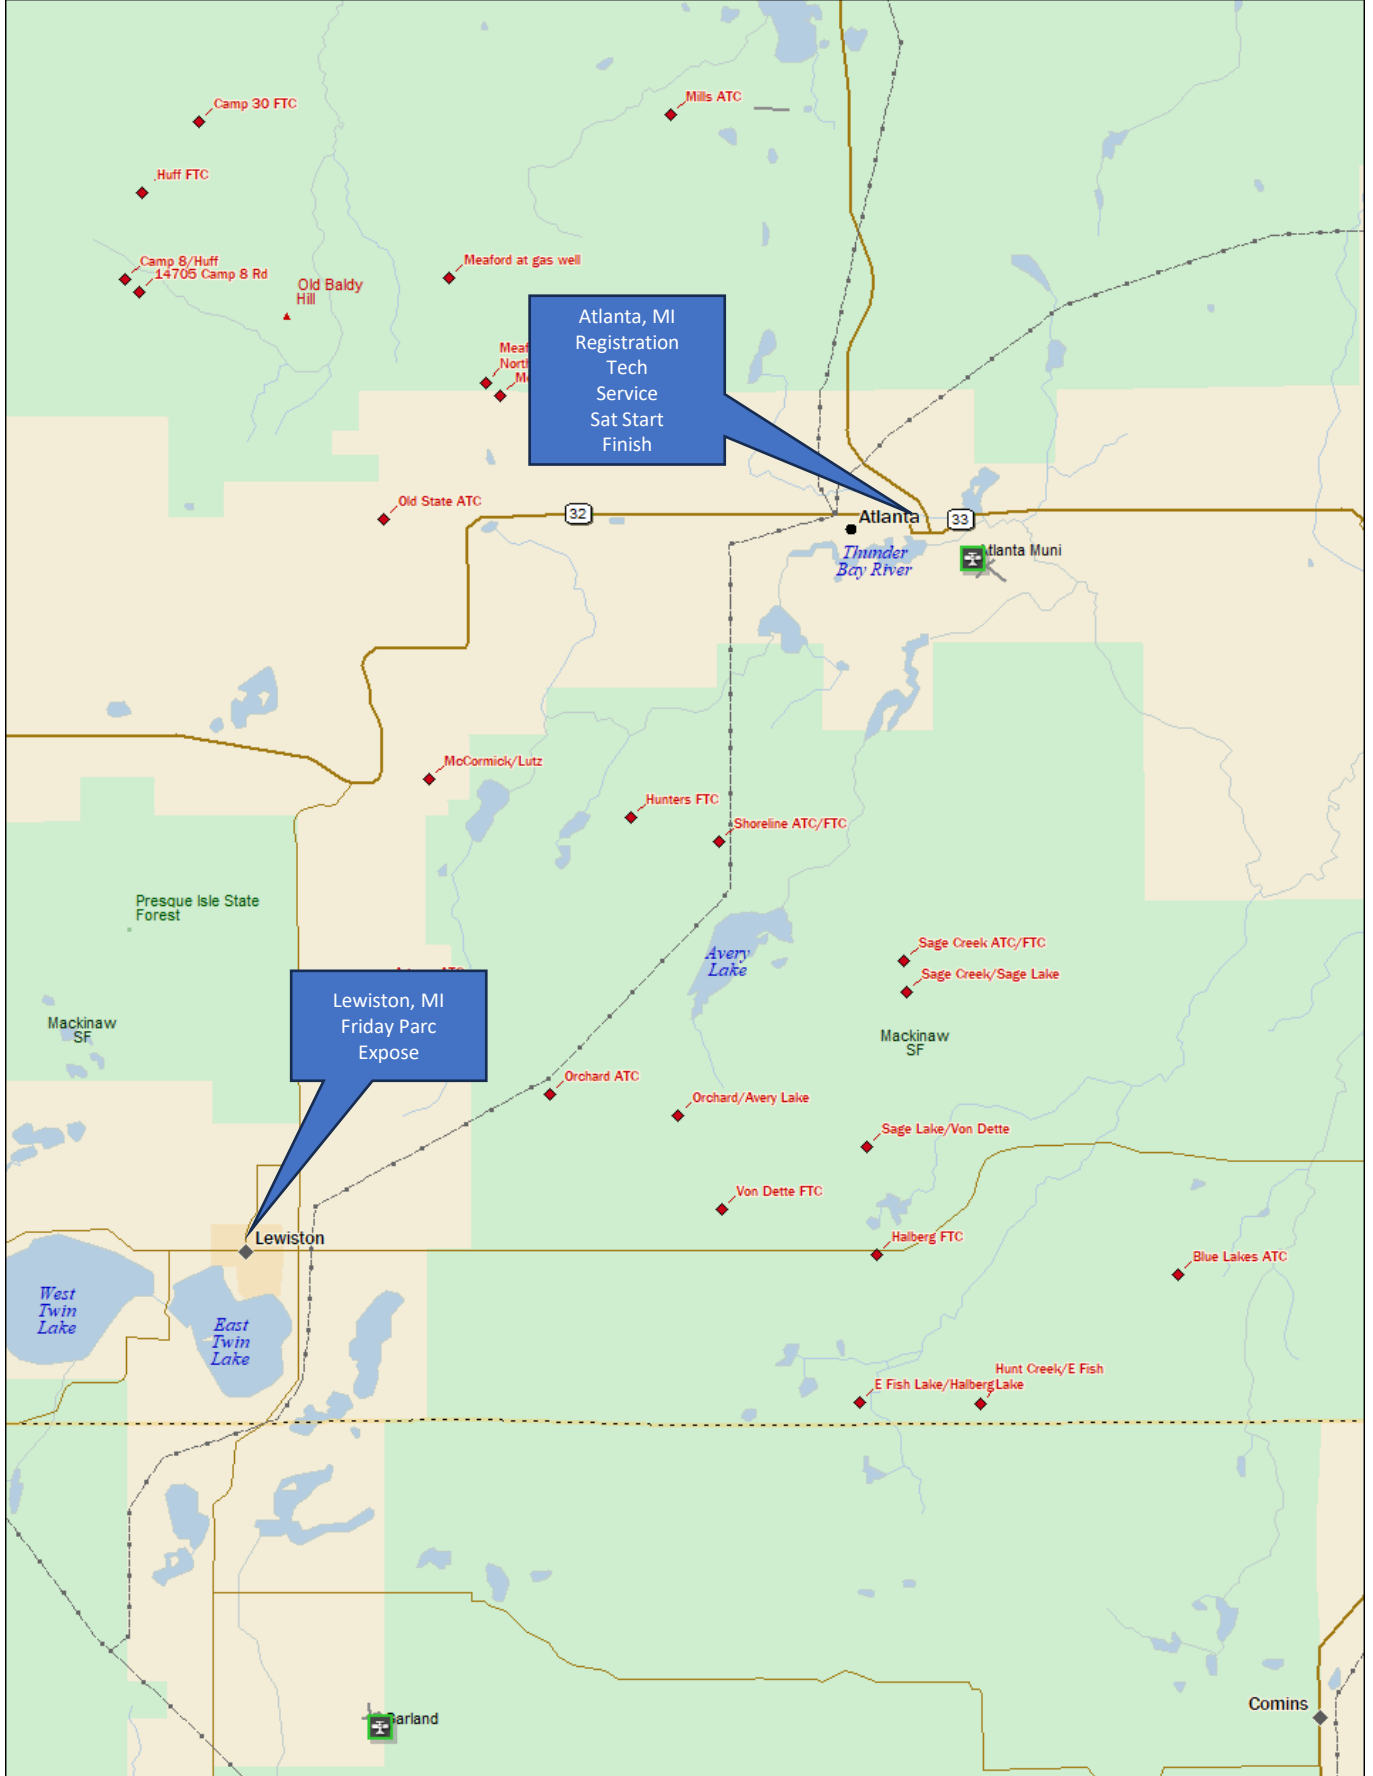 Camp 30 FTC
Mills ATC
Huff FTC
Camp 8/Huff
14705 Camp 8 Rd
Old Baldy
Hill
Meaford at gas well
Atlanta, MI
Registration
Tech
Service
Sat Start
Finish
Old State ATC
32
Atlanta
33
Thunder
Bay River
Atlanta Muni
McCormick/Lutz
Hunters FTC
Shoreline ATC/FTC
Presque Isle State
Forest
Avery
Lake
Sage Creek ATC/FTC
Sage Creek/Sage Lake
Lewiston, MI
Friday Parc
Expose
Mackinaw
SF
Mackinaw
SF
Orchard ATC
Orchard/Avery Lake
Sage Lake/Von Dette
Von Dette FTC
Lewiston
Halberg FTC
Blue Lakes ATC
West
Twin
Lake
East
Twin
Lake
Hunt Creek/E Fish
E Fish Lake/Halberg Lake
Garland
Comins